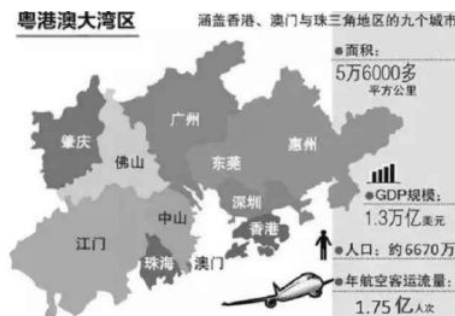 粤港澳大湾区
涵盖香港、澳门与珠三角地区的九个城市
●面积：
5万6000多
平方公里
广州
肇庆
惠州
佛山
东莞
深圳
●GDP规模：
1.3万亿美元
中山
香港
江门
珠海
澳门
●人口：约6670万
●年航空客运流量：
1.75亿人次